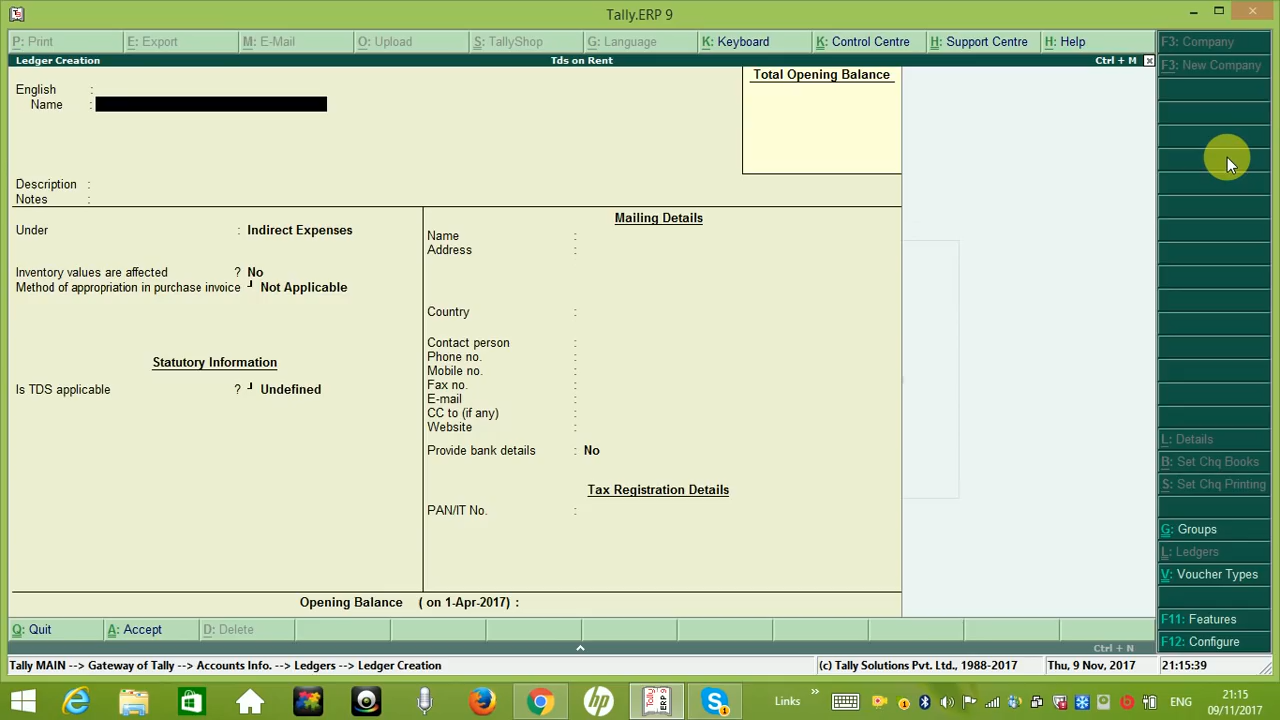 Tally.ERP 9
P: Print E: Export M: E-Mail O: Upload S: TallyShop G: Language K: Keyboard K: Control Centre H: Support Centre H: Help F3: Company
Ledger Creation Tds on Rent Ctrl + M
F3: New Company
Total Opening Balance
English :
Name :
Description :
Notes :
Under : Indirect Expenses
Inventory values are affected ? No
Method of appropriation in purchase invoice ┘ Not Applicable
Statutory Information
Is TDS applicable ? ┘ Undefined
Mailing Details
Name :
Address :
Country :
Contact person :
Phone no. :
Mobile no. :
Fax no. :
E-mail :
CC to (if any) :
Website :
Provide bank details : No
Tax Registration Details
PAN/IT No. :
Opening Balance ( on 1-Apr-2017) :
L: Details
B: Set Chq Books
S: Set Chq Printing
G: Groups
L: Ledgers
V: Voucher Types
F11: Features
F12: Configure
Q: Quit A: Accept D: Delete
Ctrl + N
Tally MAIN --> Gateway of Tally --> Accounts Info. --> Ledgers --> Ledger Creation (c) Tally Solutions Pvt. Ltd., 1988-2017 Thu, 9 Nov, 2017 21:15:39
hp Tally ERP 9 Links » ENG 21:15
09/11/2017